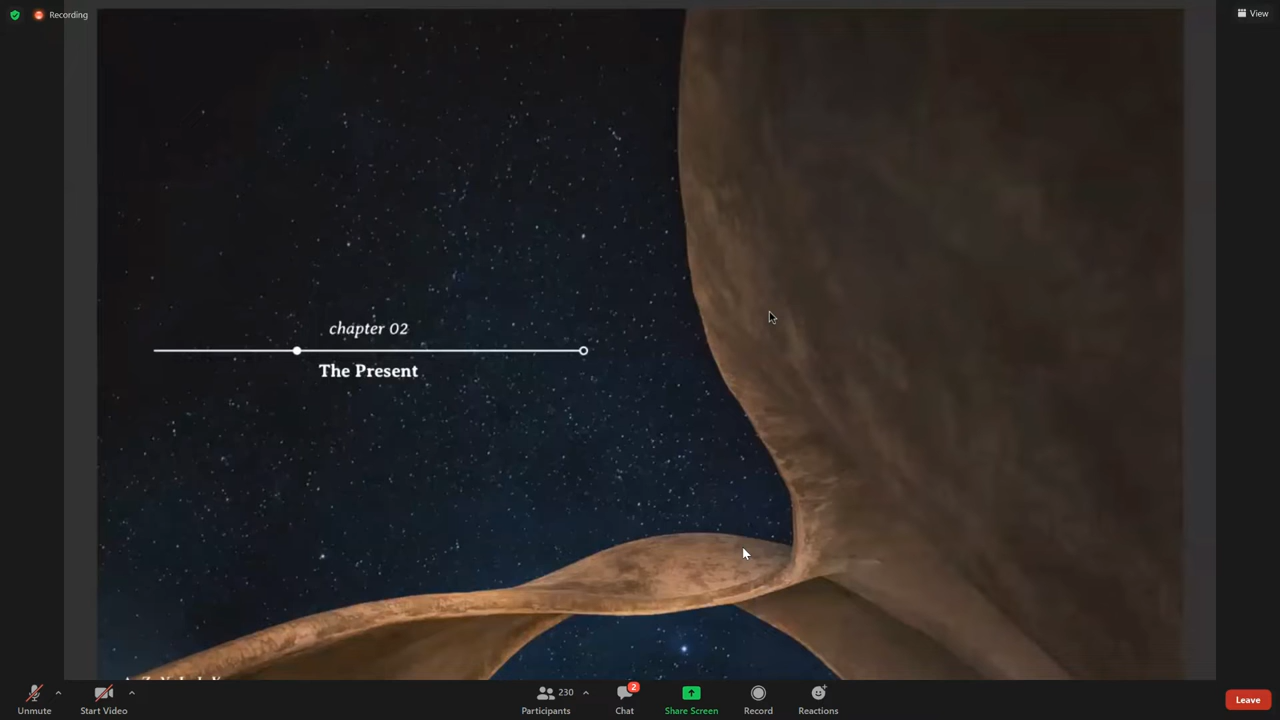 Recording
View
chapter 02
The Present
Unmute
Start Video
230
Participants
2
Chat
Share Screen
Record
Reactions
Leave